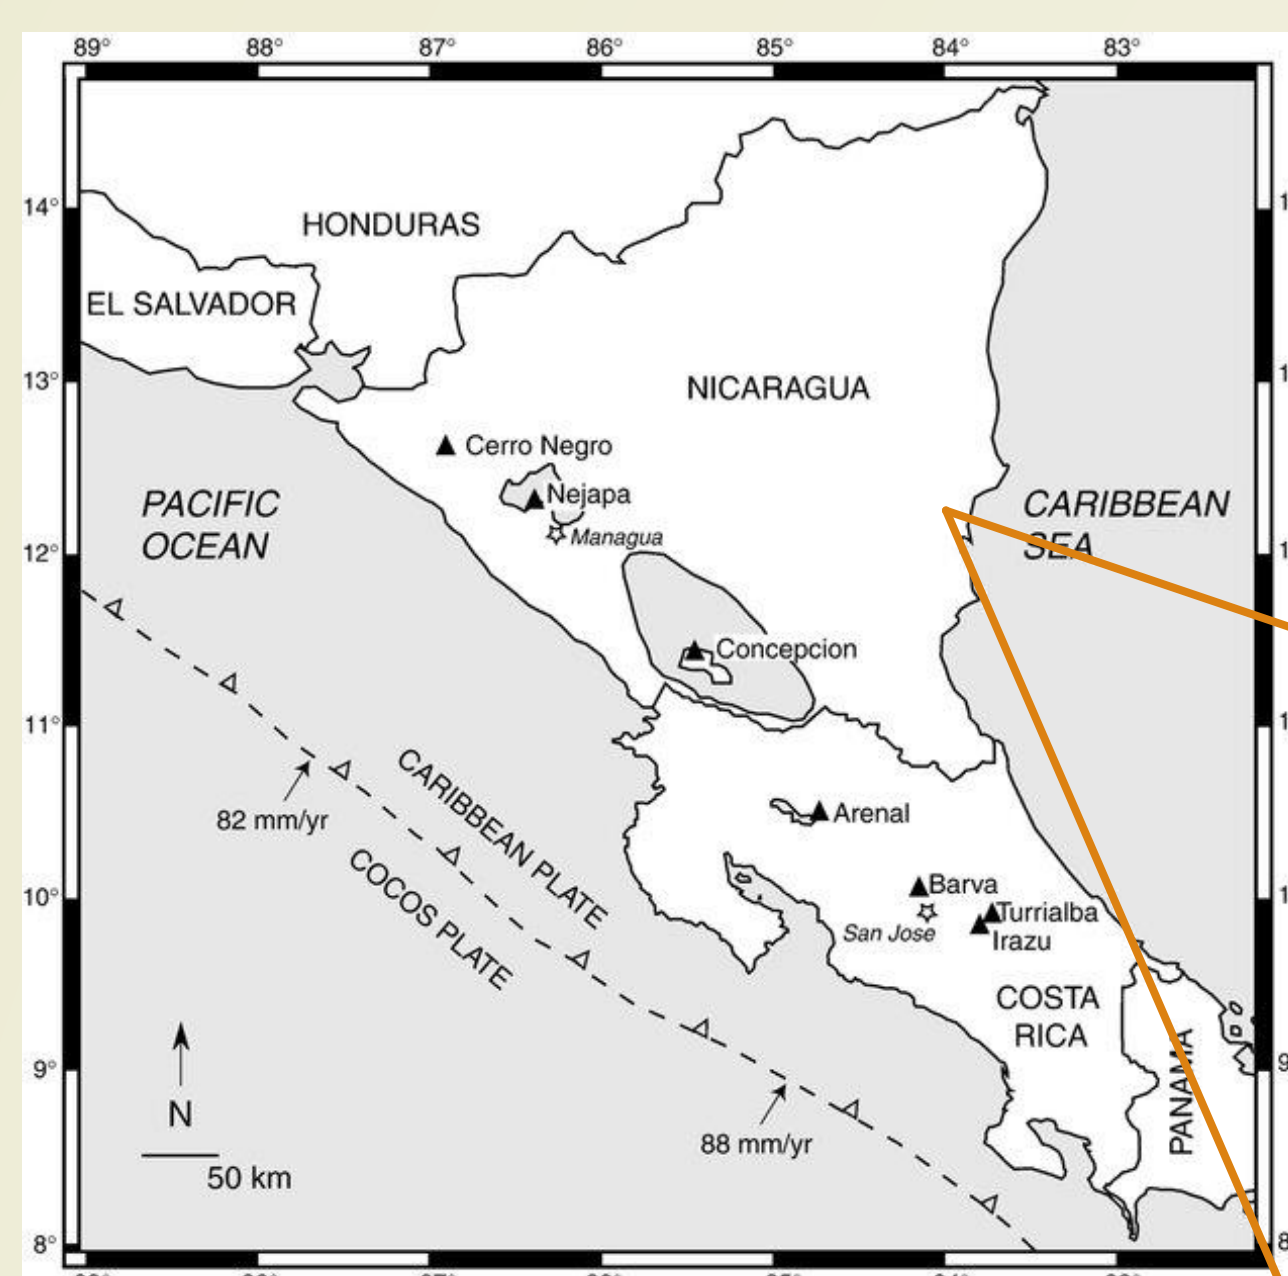 89° 88° 87° 86° 85° 84° 83°
14°
HONDURAS
EL SALVADOR
13°
NICARAGUA
Cerro Negro
Nejapa
Managua
PACIFIC
OCEAN
CARIBBEAN
SEA
12°
Concepcion
11°
CARIBBEAN PLATE
COCOS PLATE
82 mm/yr
Arenal
10°
Barva
Turrialba
San Jose
Irazu
COSTA
RICA
PANAMA
9°
N
88 mm/yr
50 km
8°